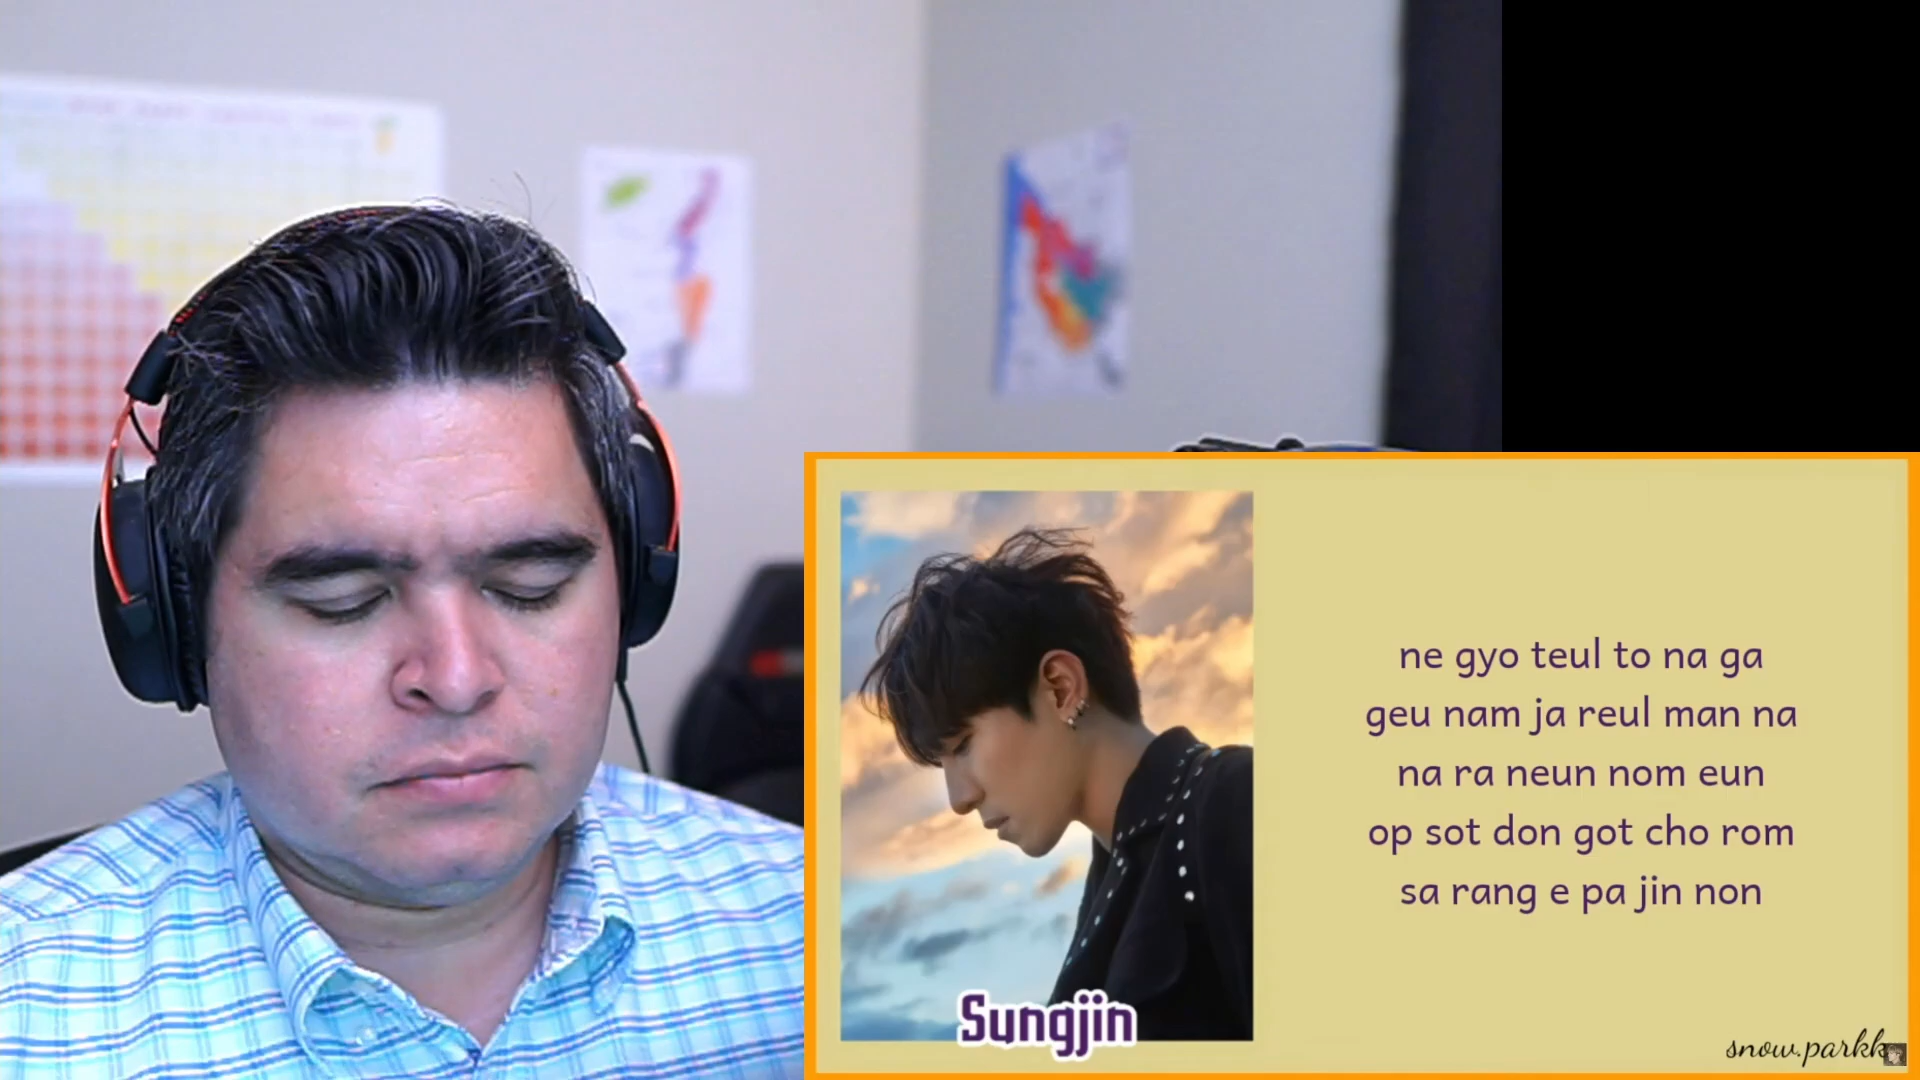 ne gyo teul to na ga
geu nam ja reul man na
na ra neun nom eun
op sot don got cho rom
sa rang e pa jin non
Sungjin
snow.parkk